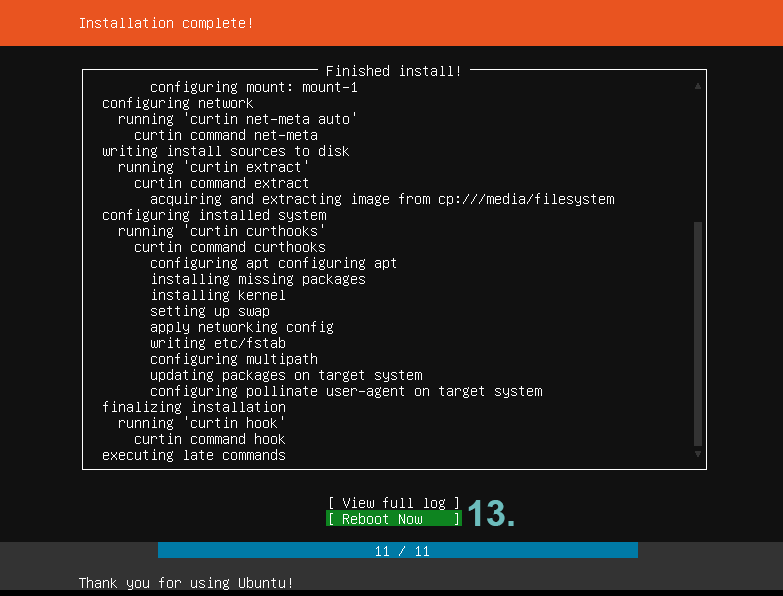 Installation complete!
Finished install!
configuring mount: mount-1
configuring network
running 'curtin net-meta auto'
curtin command net-meta
writing install sources to disk
running 'curtin extract'
curtin command extract
acquiring and extracting image from cp:///media/filesystem
configuring installed system
running 'curtin curthooks'
curtin command curthooks
configuring apt configuring apt
installing missing packages
installing kernel
setting up swap
apply networking config
writing etc/fstab
configuring multipath
updating packages on target system
configuring pollinate user-agent on target system
finalizing installation
running 'curtin hook'
curtin command hook
executing late commands
[ View full log ]
[ Reboot Now ] 13.
11 / 11
Thank you for using Ubuntu!